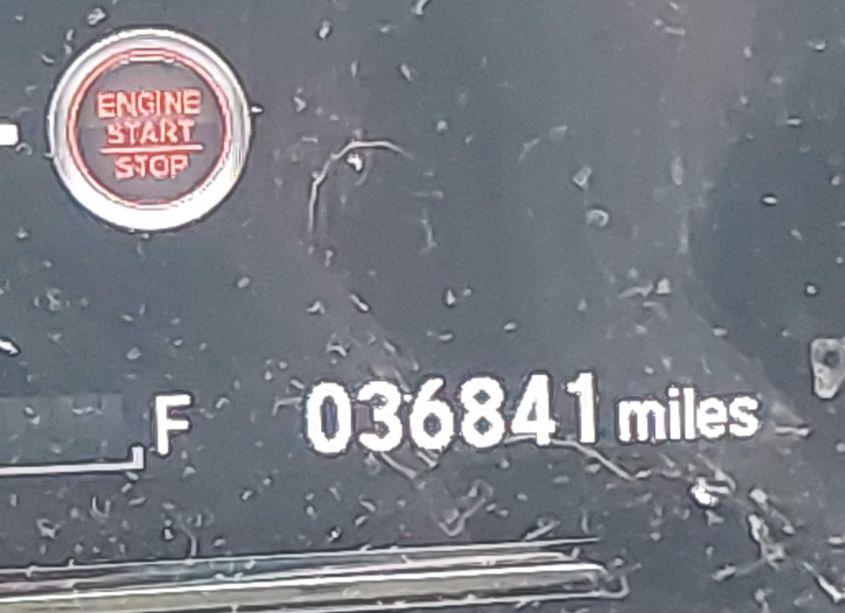 ENGINE
START
STOP
F 036841 miles